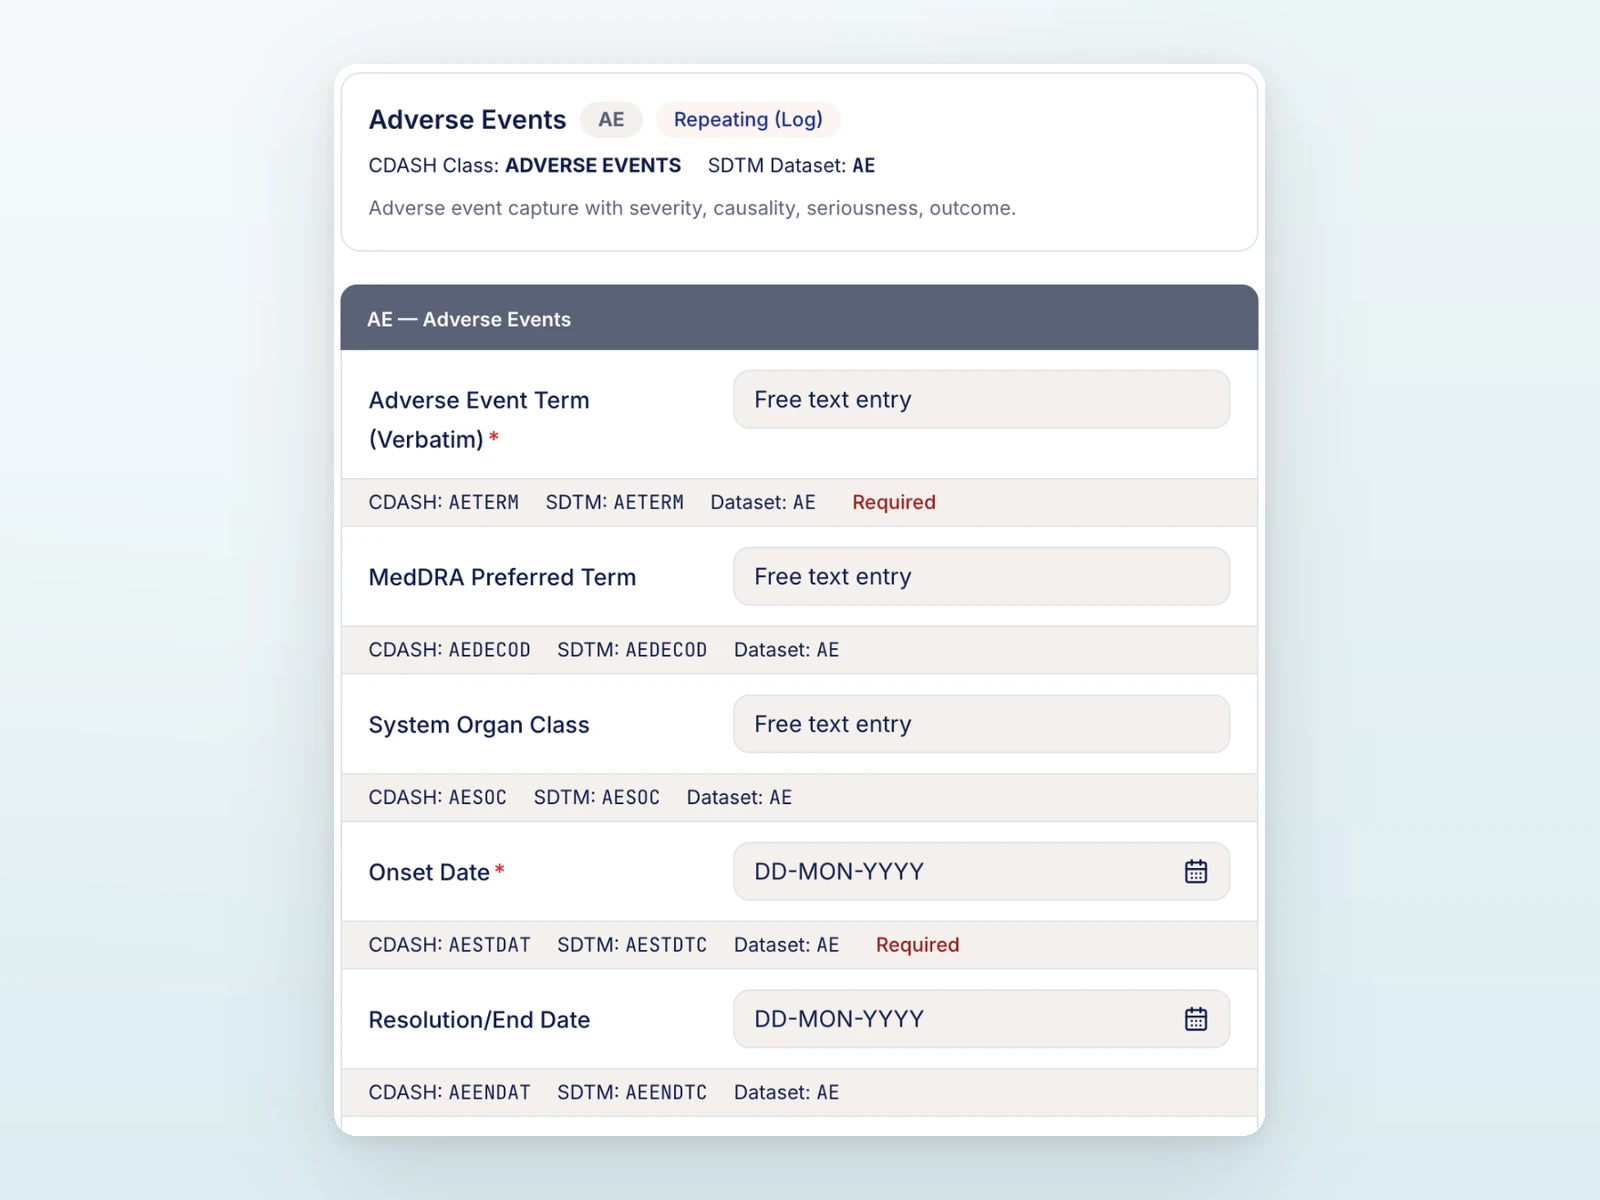 Adverse Events AE Repeating (Log)
CDASH Class: ADVERSE EVENTS SDTM Dataset: AE
Adverse event capture with severity, causality, seriousness, outcome.
AE — Adverse Events
Adverse Event Term Free text entry
(Verbatim) *
CDASH: AETERM SDTM: AETERM Dataset: AE Required
MedDRA Preferred Term Free text entry
CDASH: AEDECOD SDTM: AEDECOD Dataset: AE
System Organ Class Free text entry
CDASH: AESOC SDTM: AESOC Dataset: AE
Onset Date * DD-MON-YYYY
CDASH: AESTDAT SDTM: AESTDTC Dataset: AE Required
Resolution/End Date DD-MON-YYYY
CDASH: AEENDAT SDTM: AEENDTC Dataset: AE